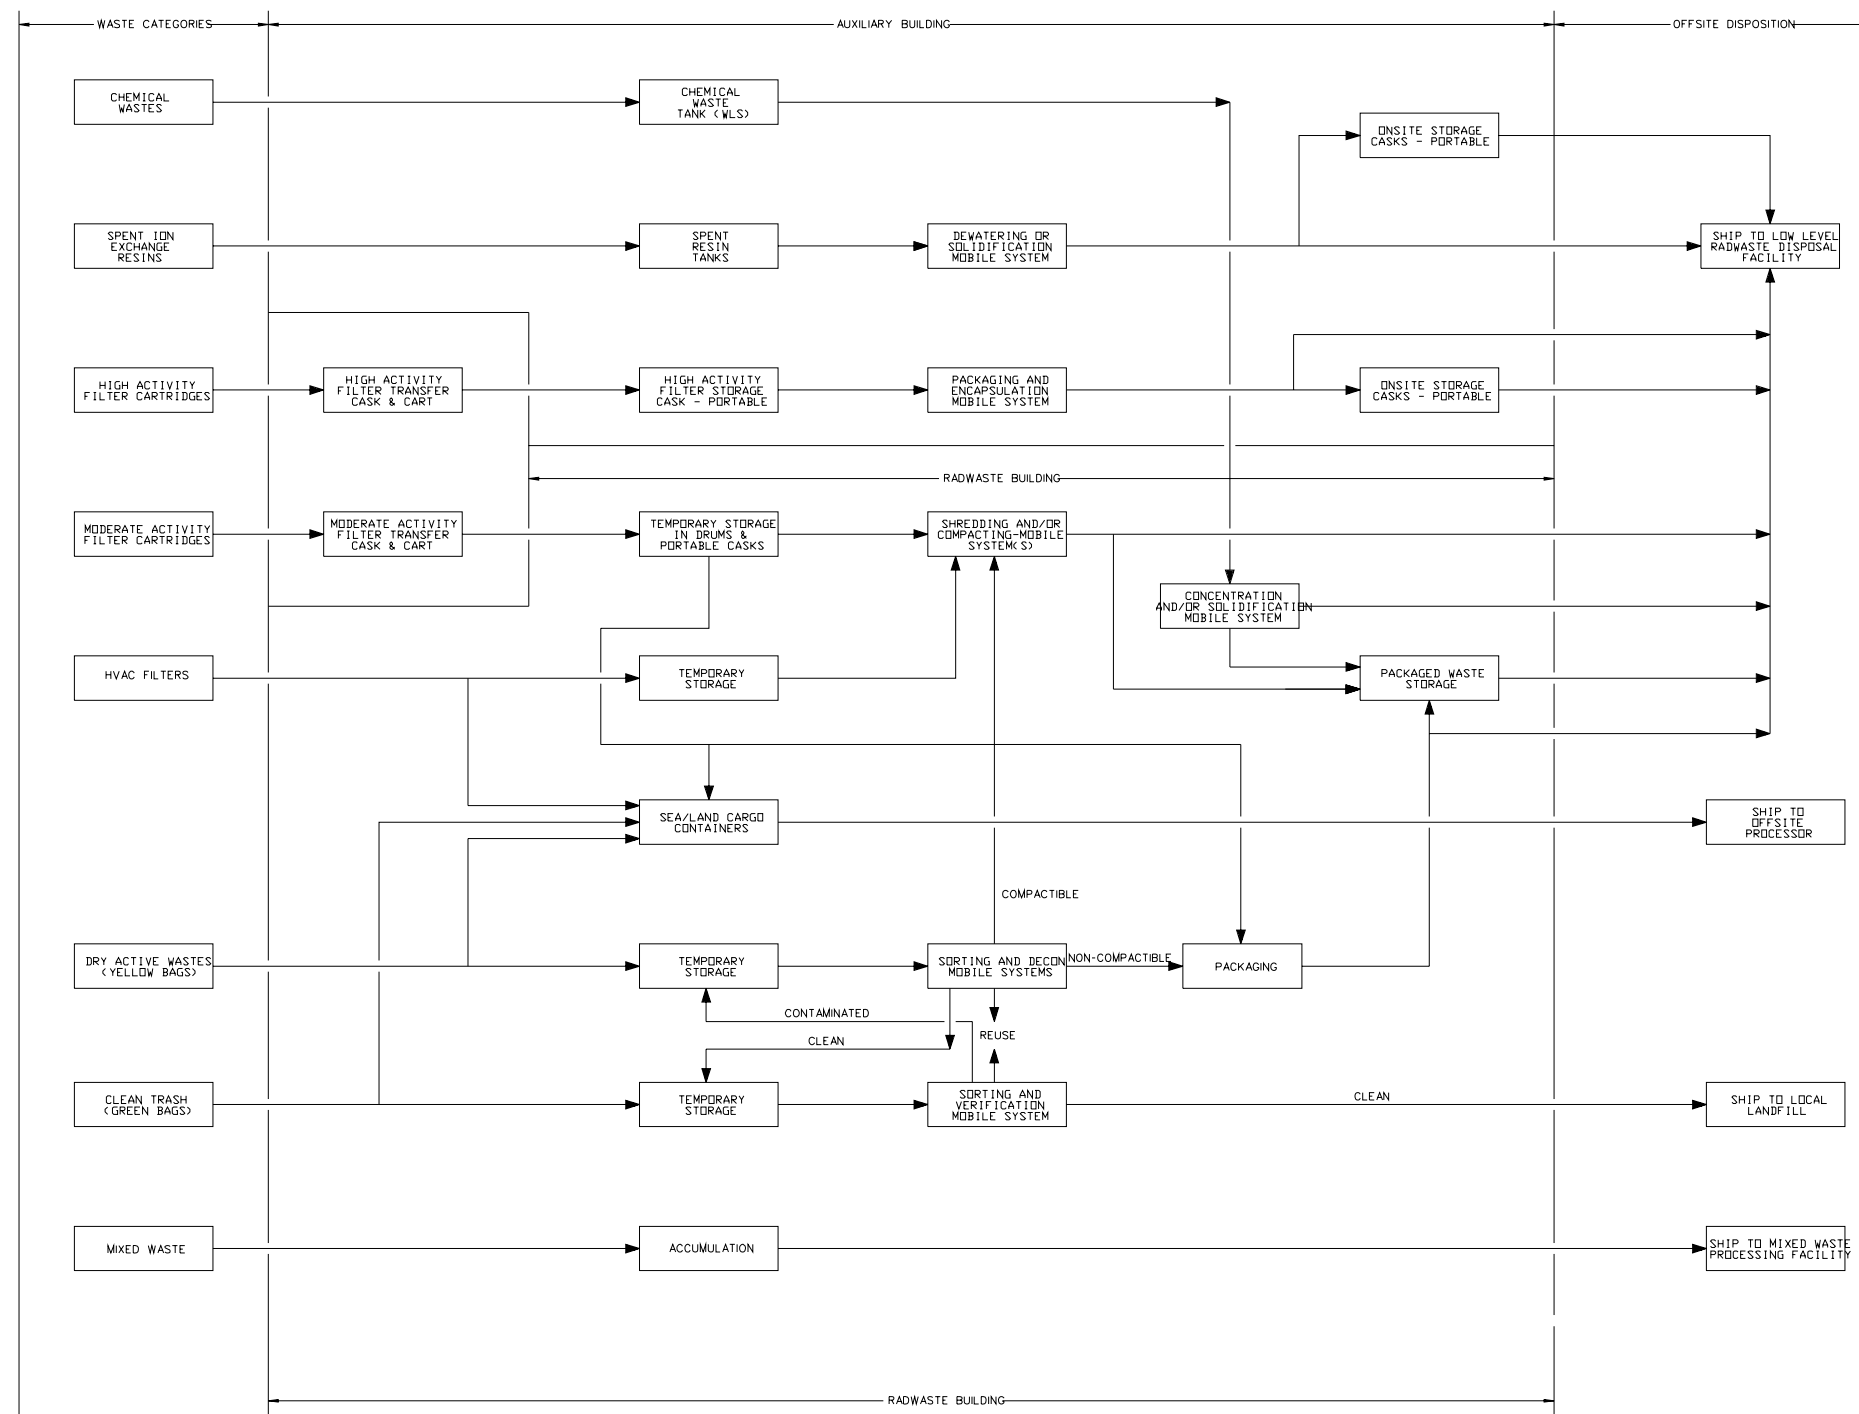 WASTE CATEGORIES
AUXILIARY BUILDING
OFFSITE DISPOSITION
CHEMICAL
WASTES
CHEMICAL
WASTE
TANK (WLS)
ONSITE STORAGE
CASKS - PORTABLE
SPENT ION
EXCHANGE
RESINS
SPENT
RESIN
TANKS
DEWATERING OR
SOLIDIFICATION
MOBILE SYSTEM
SHIP TO LOW LEVEL
RADWASTE DISPOSAL
FACILITY
HIGH ACTIVITY
FILTER CARTRIDGES
HIGH ACTIVITY
FILTER TRANSFER
CASK & CART
HIGH ACTIVITY
FILTER STORAGE
CASK - PORTABLE
PACKAGING AND
ENCAPSULATION
MOBILE SYSTEM
ONSITE STORAGE
CASKS - PORTABLE
RADWASTE BUILDING
MODERATE ACTIVITY
FILTER CARTRIDGES
MODERATE ACTIVITY
FILTER TRANSFER
CASK & CART
TEMPORARY STORAGE
IN DRUMS &
PORTABLE CASKS
SHREDDING AND/OR
COMPACTING-MOBILE
SYSTEM(S)
CONCENTRATION
AND/OR SOLIDIFICATION
MOBILE SYSTEM
HVAC FILTERS
TEMPORARY
STORAGE
PACKAGED WASTE
STORAGE
SEA/LAND CARGO
CONTAINERS
SHIP TO
OFFSITE
PROCESSOR
COMPACTIBLE
DRY ACTIVE WASTES
(YELLOW BAGS)
TEMPORARY
STORAGE
SORTING AND DECON
MOBILE SYSTEMS
NON-COMPACTIBLE
PACKAGING
CONTAMINATED
REUSE
CLEAN
CLEAN TRASH
(GREEN BAGS)
TEMPORARY
STORAGE
SORTING AND
VERIFICATION
MOBILE SYSTEM
CLEAN
SHIP TO LOCAL
LANDFILL
MIXED WASTE
ACCUMULATION
SHIP TO MIXED WASTE
PROCESSING FACILITY
RADWASTE BUILDING